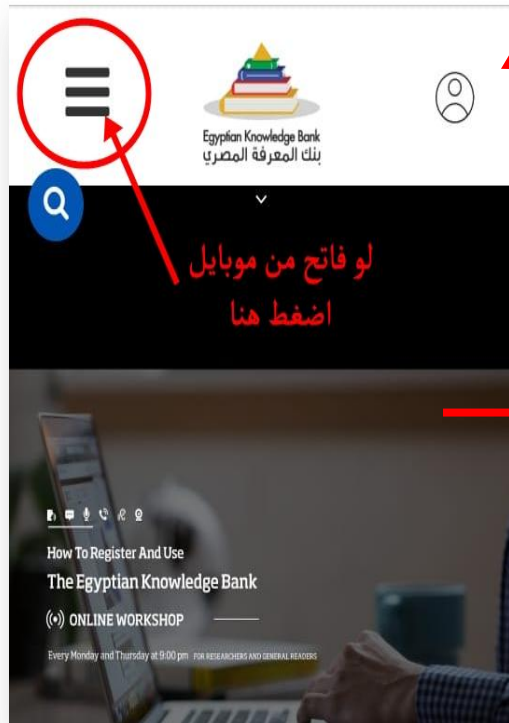 Egyptian Knowledge Bank
بنك المعرفة المصري
لو فاتح من موبايل
اضغط هنا
How To Register And Use
The Egyptian Knowledge Bank
ONLINE WORKSHOP
Every Monday and Thursday at 9:00 pm FOR RESEARCHERS AND GENERAL READERS